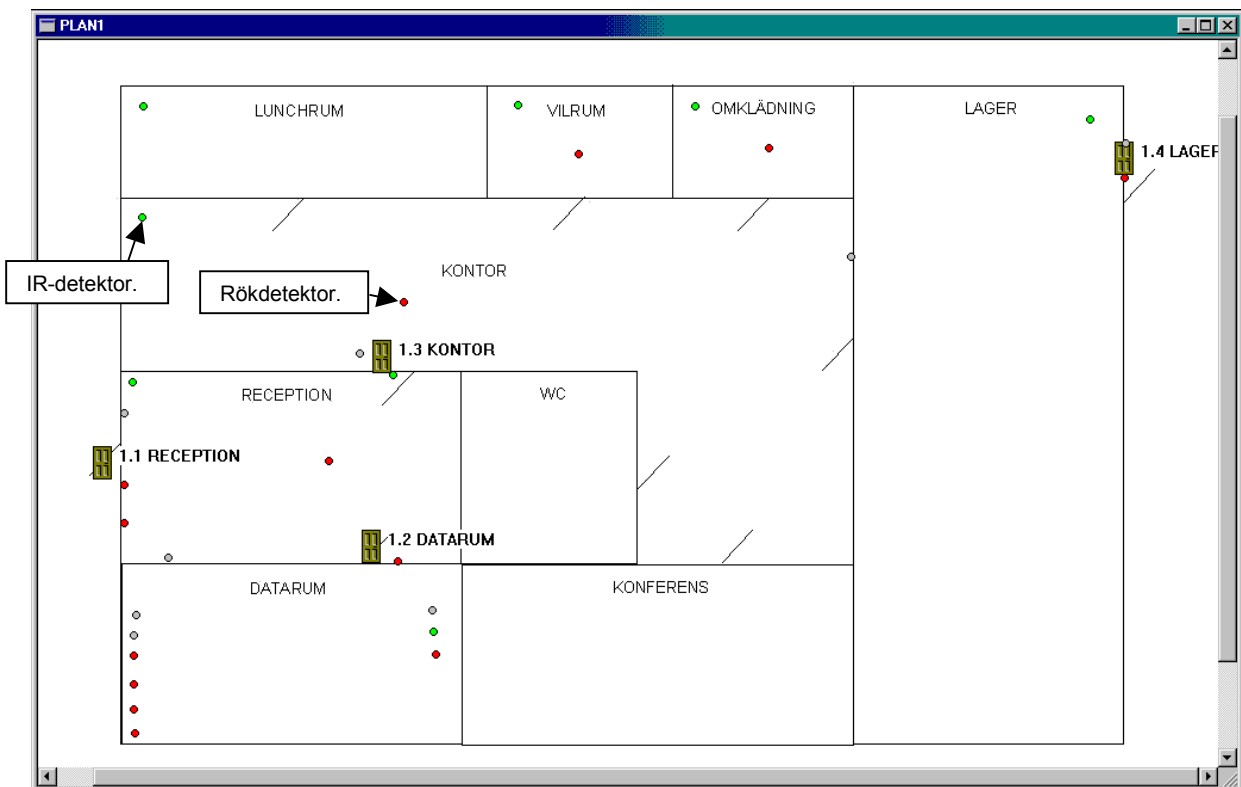 PLAN1
LUNCHRUM
VILRUM
OMKLÄDNING
LAGER
1.4 LAGER
IR-detektor.
KONTOR
Rökdetektor.
1.3 KONTOR
RECEPTION
WC
1.1 RECEPTION
1.2 DATARUM
DATARUM
KONFERENS